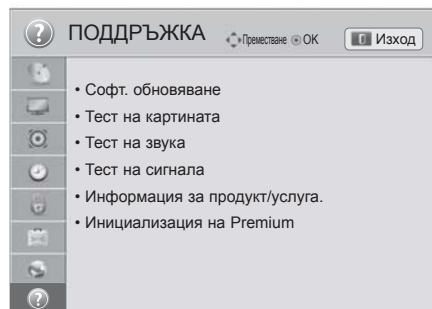 ПОДДРЪЖКА
Преместване OK
Изход
• Софт. обновяване
• Тест на картината
• Тест на звука
• Тест на сигнала
• Информация за продукт/услуга.
• Инициализация на Premium